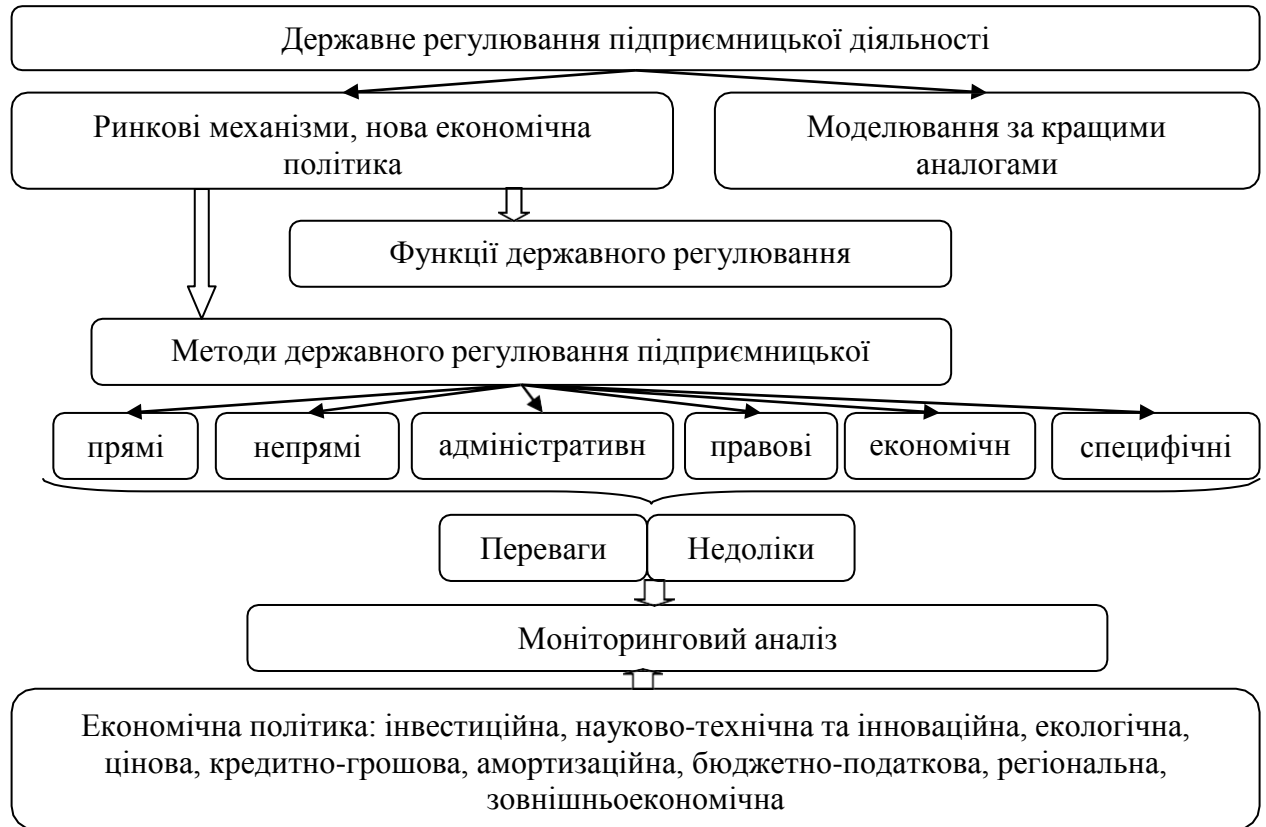 Державне регулювання підприємницької діяльності
Ринкові механізми, нова економічна
політика
Моделювання за кращими
аналогами
Функції державного регулювання
Методи державного регулювання підприємницької
прямі
непрямі
адміністративн
правові
економічн
специфічні
Переваги
Недоліки
Моніторинговий аналіз
Економічна політика: інвестиційна, науково-технічна та інноваційна, екологічна,
цінова, кредитно-грошова, амортизаційна, бюджетно-податкова, регіональна,
зовнішньоекономічна